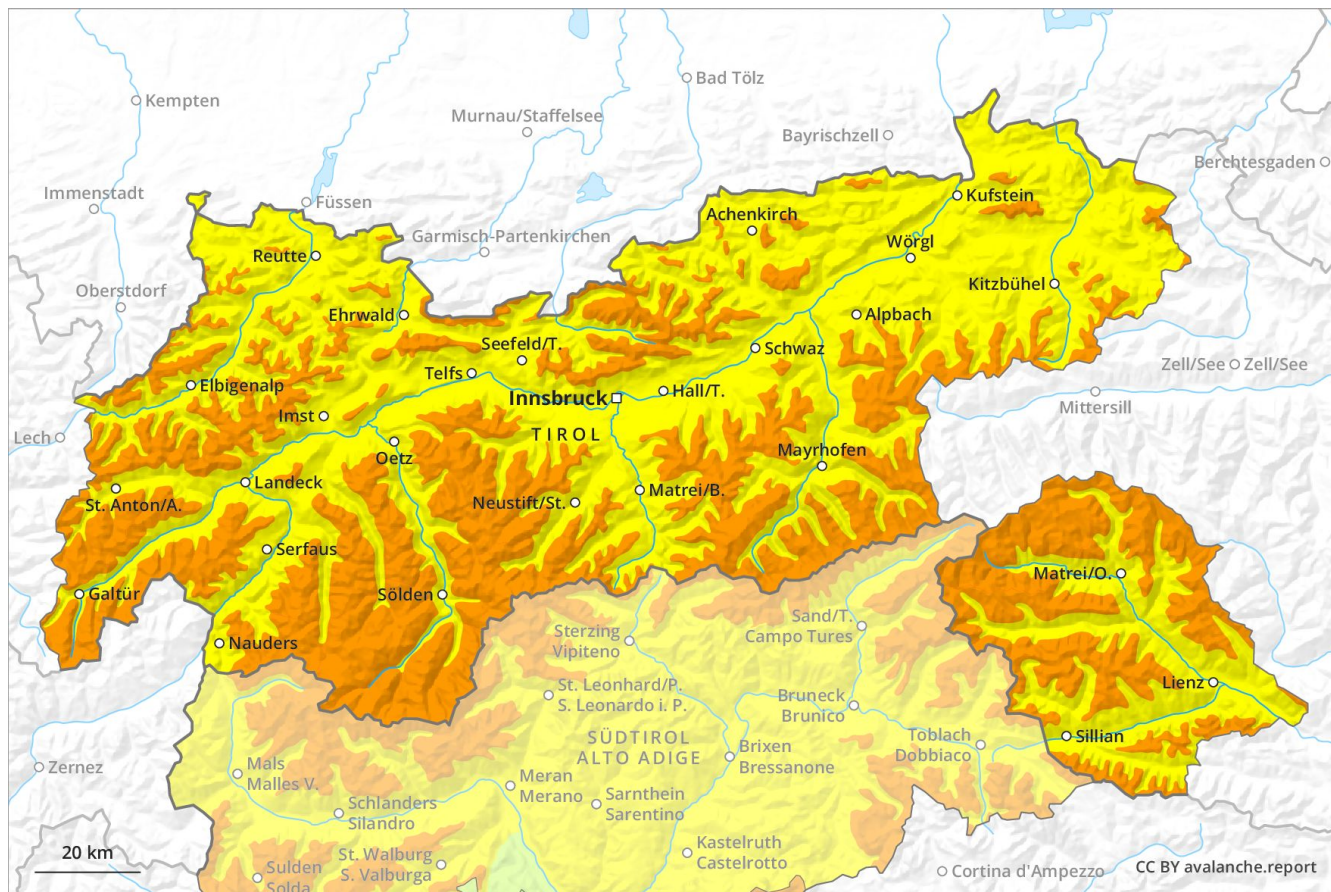 Kempten
Bad Tölz
Murnau/Staffelsee
Bayrischzell
Berchtesgaden
Immenstadt
Füssen
Kufstein
Achenkirch
Garmisch-Partenkirchen
Wörgl
Reutte
Kitzbühel
Oberstdorf
Ehrwald
Alpbach
Seefeld/T.
Schwaz
Zell/See
Zell/See
Telfs
Elbigenalp
Hall/T.
Innsbruck
Mittersill
Imst
Lech
TIROL
Oetz
Mayrhofen
Landeck
Matrei/B.
St. Anton/A.
Neustift/St.
Serfaus
Matrei/O.
Galtür
Sölden
Sand/T.
Campo Tures
Sterzing
Vipiteno
Nauders
Lienz
St. Leonhard/P.
S. Leonardo i. P.
Bruneck
Brunico
Sillian
Toblach
Dobbiaco
SÜDTIROL
ALTO ADIGE
Brixen
Bressanone
Zernez
Mals
Malles V.
Meran
Merano
Sarnthein
Sarentino
Schlanders
Silandro
Kastelruth
Castelrotto
20 km
St. Walburg
S. Valburga
Sulden
Solda
Cortina d'Ampezzo
CC BY avalanche.report